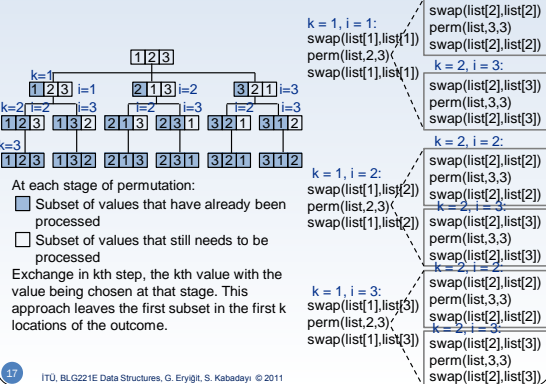 1 2 3
k=1
1 2 3 i=1
2 1 3 i=2
3 2 1 i=3
k=2 i=2 i=3 i=2 i=3 i=2 i=3
1 2 3
1 3 2
2 1 3
2 3 1
3 2 1
3 1 2
k=3
1 2 3
1 3 2
2 1 3
2 3 1
3 2 1
3 1 2
At each stage of permutation:
Subset of values that have already been
processed
Subset of values that still needs to be
processed
Exchange in kth step, the kth value with the
value being chosen at that stage. This
approach leaves the first subset in the first k
locations of the outcome.
k = 1, i = 1:
swap(list[1],list[1])
perm(list,2,3)
swap(list[1],list[1])
swap(list[2],list[2])
perm(list,3,3)
swap(list[2],list[2])
k = 2, i = 3:
swap(list[2],list[3])
perm(list,3,3)
swap(list[2],list[3])
k = 1, i = 2:
swap(list[1],list[2])
perm(list,2,3)
swap(list[1],list[2])
k = 2, i = 2:
swap(list[2],list[2])
perm(list,3,3)
swap(list[2],list[2])
k = 2, i = 3:
swap(list[2],list[3])
perm(list,3,3)
swap(list[2],list[3])
k = 1, i = 3:
swap(list[1],list[3])
perm(list,2,3)
swap(list[1],list[3])
k = 2, i = 2:
swap(list[2],list[2])
perm(list,3,3)
swap(list[2],list[2])
k = 2, i = 3:
swap(list[2],list[3])
perm(list,3,3)
swap(list[2],list[3])
17
İTÜ, BLG221E Data Structures, G. Eryiğit, S. Kabadayı © 2011